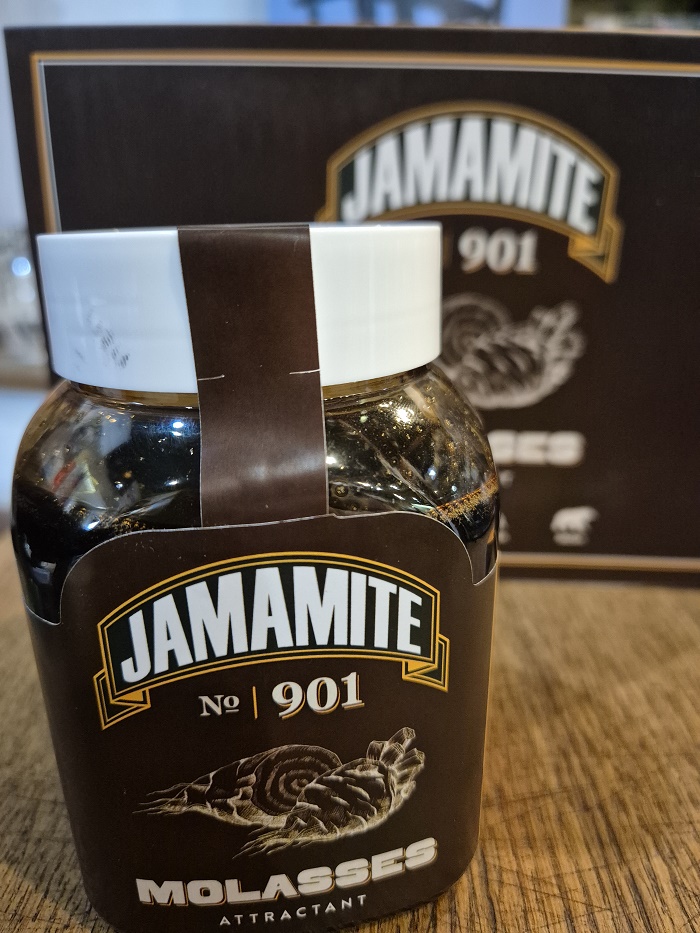 JAMAMITE
901
JAMAMITE
No | 901
MOLASSES
ATTRACTANT